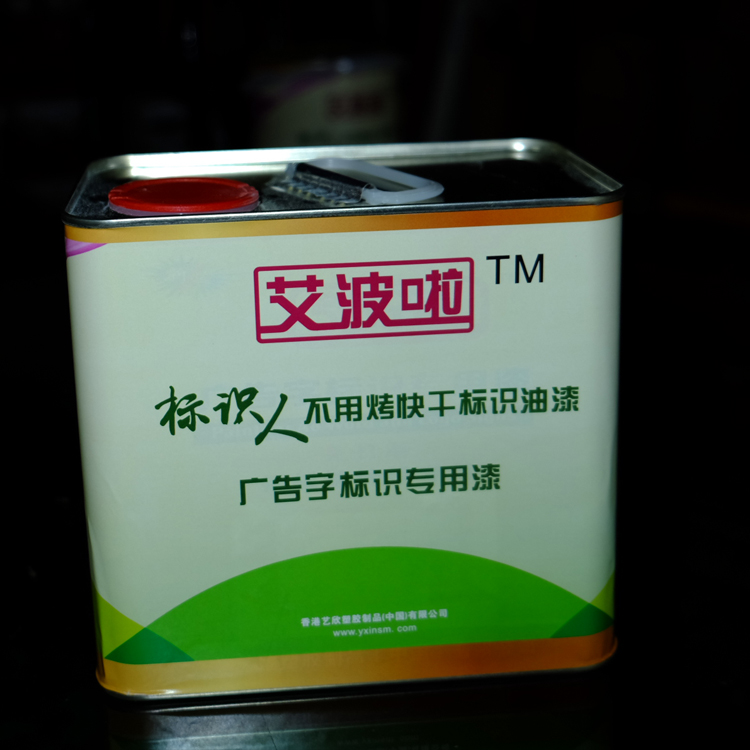 艾波啦 TM
标识人不用烤快干标识油漆
广告字标识专用漆
香港艺欣塑胶制品(中国)有限公司
www.yxinsm.com